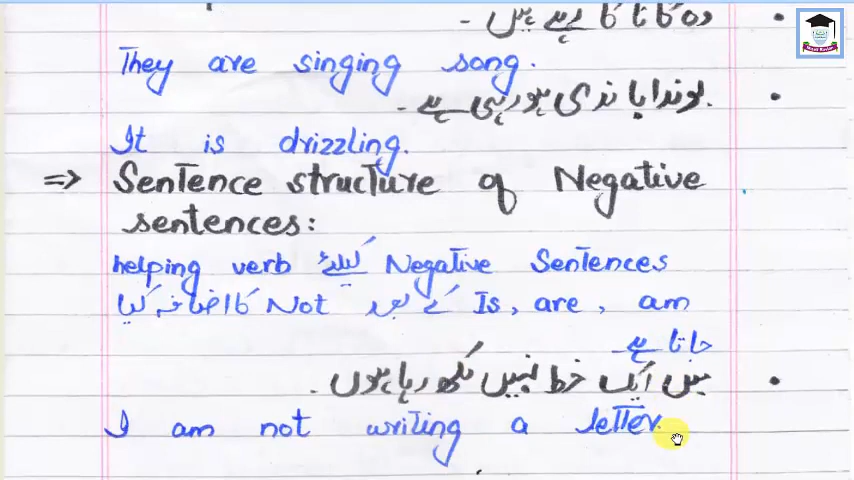 وہ گانا گا رہے ہیں ۔
They are singing song.
بوندا باندی ہو رہی ہے ۔
It is drizzling.
⇒ Sentence structure of Negative
sentences:
helping verb کیلئے Negative Sentences
Is, are, am کے بعد Not کا اضافہ کیا
جاتا ہے
میں ایک خط نہیں لکھ رہا ہوں ۔
I am not writing a letter.